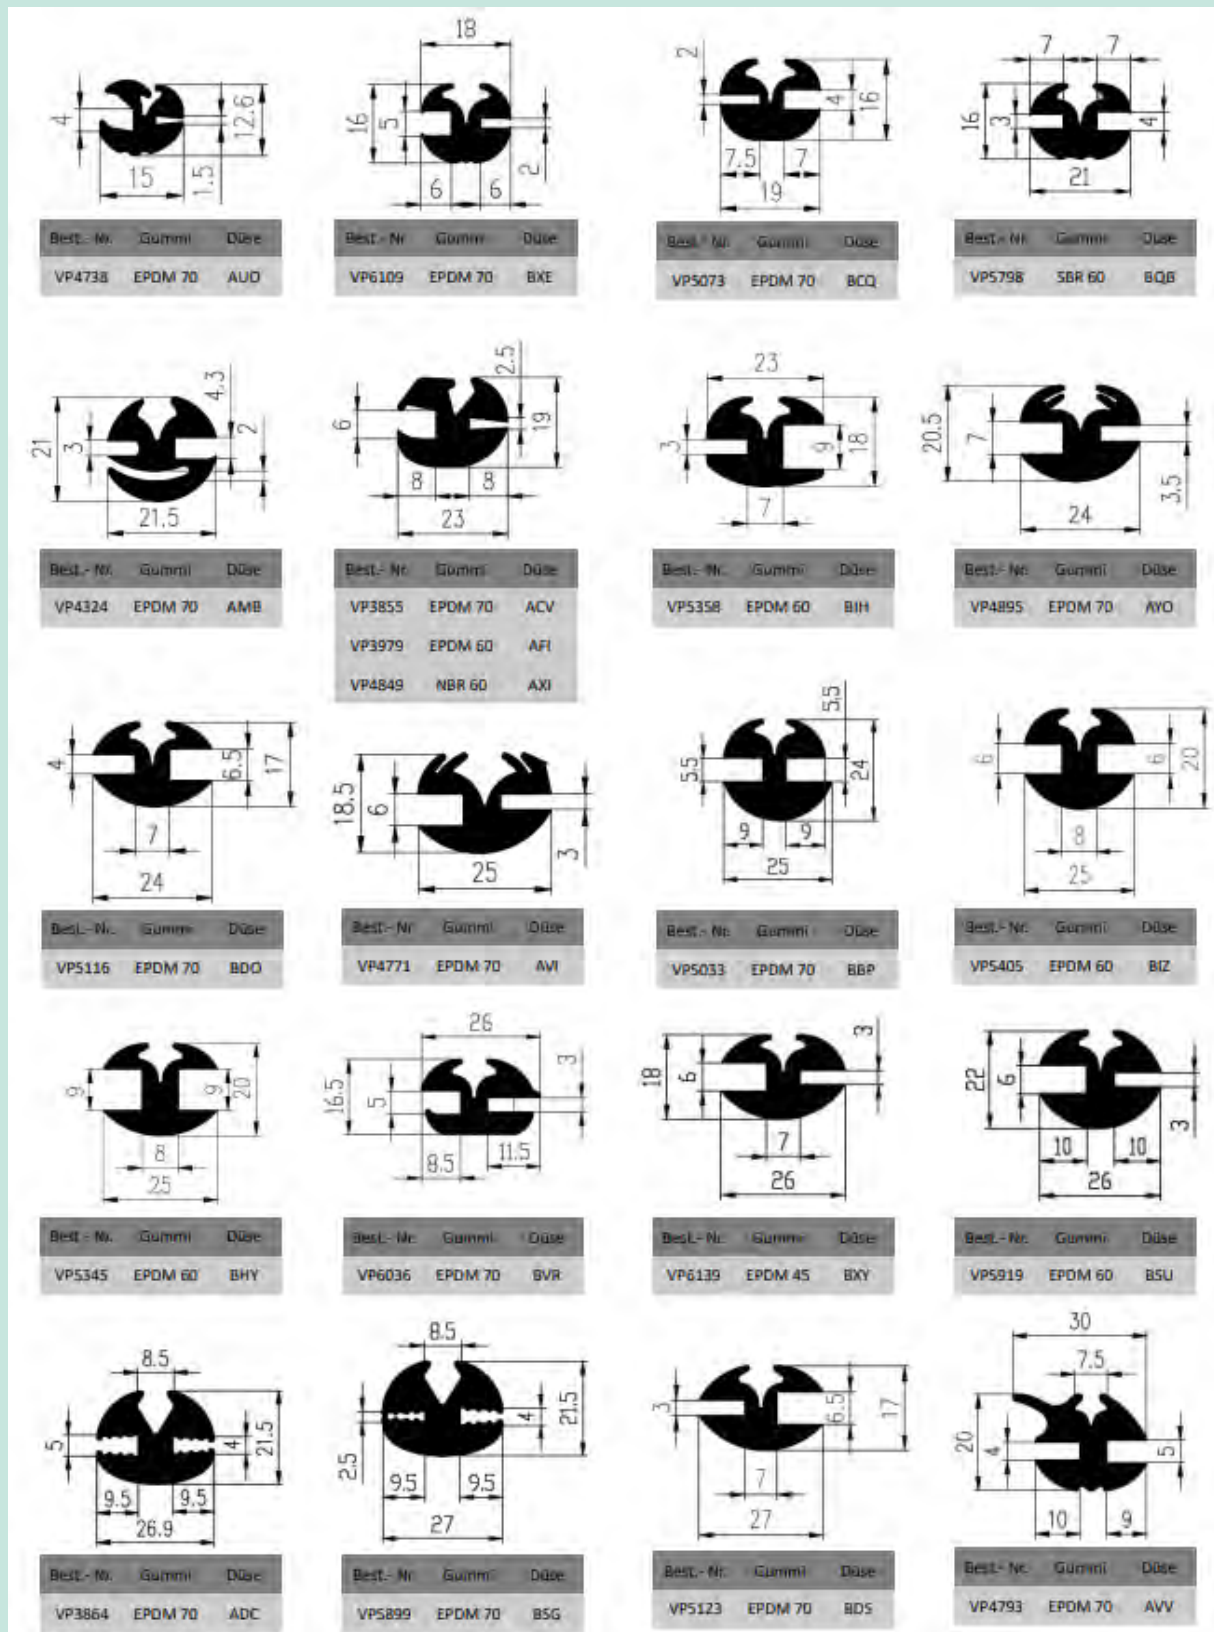 4
15
1.5
12.6
Best.- Nr. Gummi Düse
VP4738 EPDM 70 AUO
18
16
5
6
6
2
Best.- Nr. Gummi Düse
VP6109 EPDM 70 BXE
2
4
16
7.5
7
19
Best.- Nr. Gummi Düse
VP5073 EPDM 70 BCQ
7
7
16
3
4
21
Best.- Nr. Gummi Düse
VP5798 SBR 60 BQB
21
3
4.3
2
21.5
Best.- Nr. Gummi Düse
VP4324 EPDM 70 AMB
2.5
6
19
8
8
23
Best.- Nr. Gummi Düse
VP3855 EPDM 70 ACV
VP3979 EPDM 60 AFI
VP4849 NBR 60 AXI
23
3
9
18
7
Best.- Nr. Gummi Düse
VP5358 EPDM 60 BIH
20.5
7
3.5
24
Best.- Nr. Gummi Düse
VP4895 EPDM 70 AYO
4
6.5
17
7
24
Best.- Nr. Gummi Düse
VP5116 EPDM 70 BDO
18.5
6
3
25
Best.- Nr. Gummi Düse
VP4771 EPDM 70 AVI
5.5
5.5
24
9
9
25
Best.- Nr. Gummi Düse
VP5033 EPDM 70 BBP
6
6
20
8
25
Best.- Nr. Gummi Düse
VP5405 EPDM 60 BIZ
9
9
20
8
25
Best.- Nr. Gummi Düse
VP5345 EPDM 60 BHY
26
16.5
5
3
8.5
11.5
Best.- Nr. Gummi Düse
VP6036 EPDM 70 BVR
3
18
6
7
26
Best.- Nr. Gummi Düse
VP6139 EPDM 45 BXY
22
6
3
10
10
26
Best.- Nr. Gummi Düse
VP5919 EPDM 60 BSU
8.5
5
4
21.5
9.5
9.5
26.9
Best.- Nr. Gummi Düse
VP3864 EPDM 70 ADC
8.5
2.5
4
21.5
9.5
9.5
27
Best.- Nr. Gummi Düse
VP5899 EPDM 70 BSG
3
6.5
17
7
27
Best.- Nr. Gummi Düse
VP5123 EPDM 70 BDS
30
7.5
20
4
5
10
9
Best.- Nr. Gummi Düse
VP4793 EPDM 70 AVV